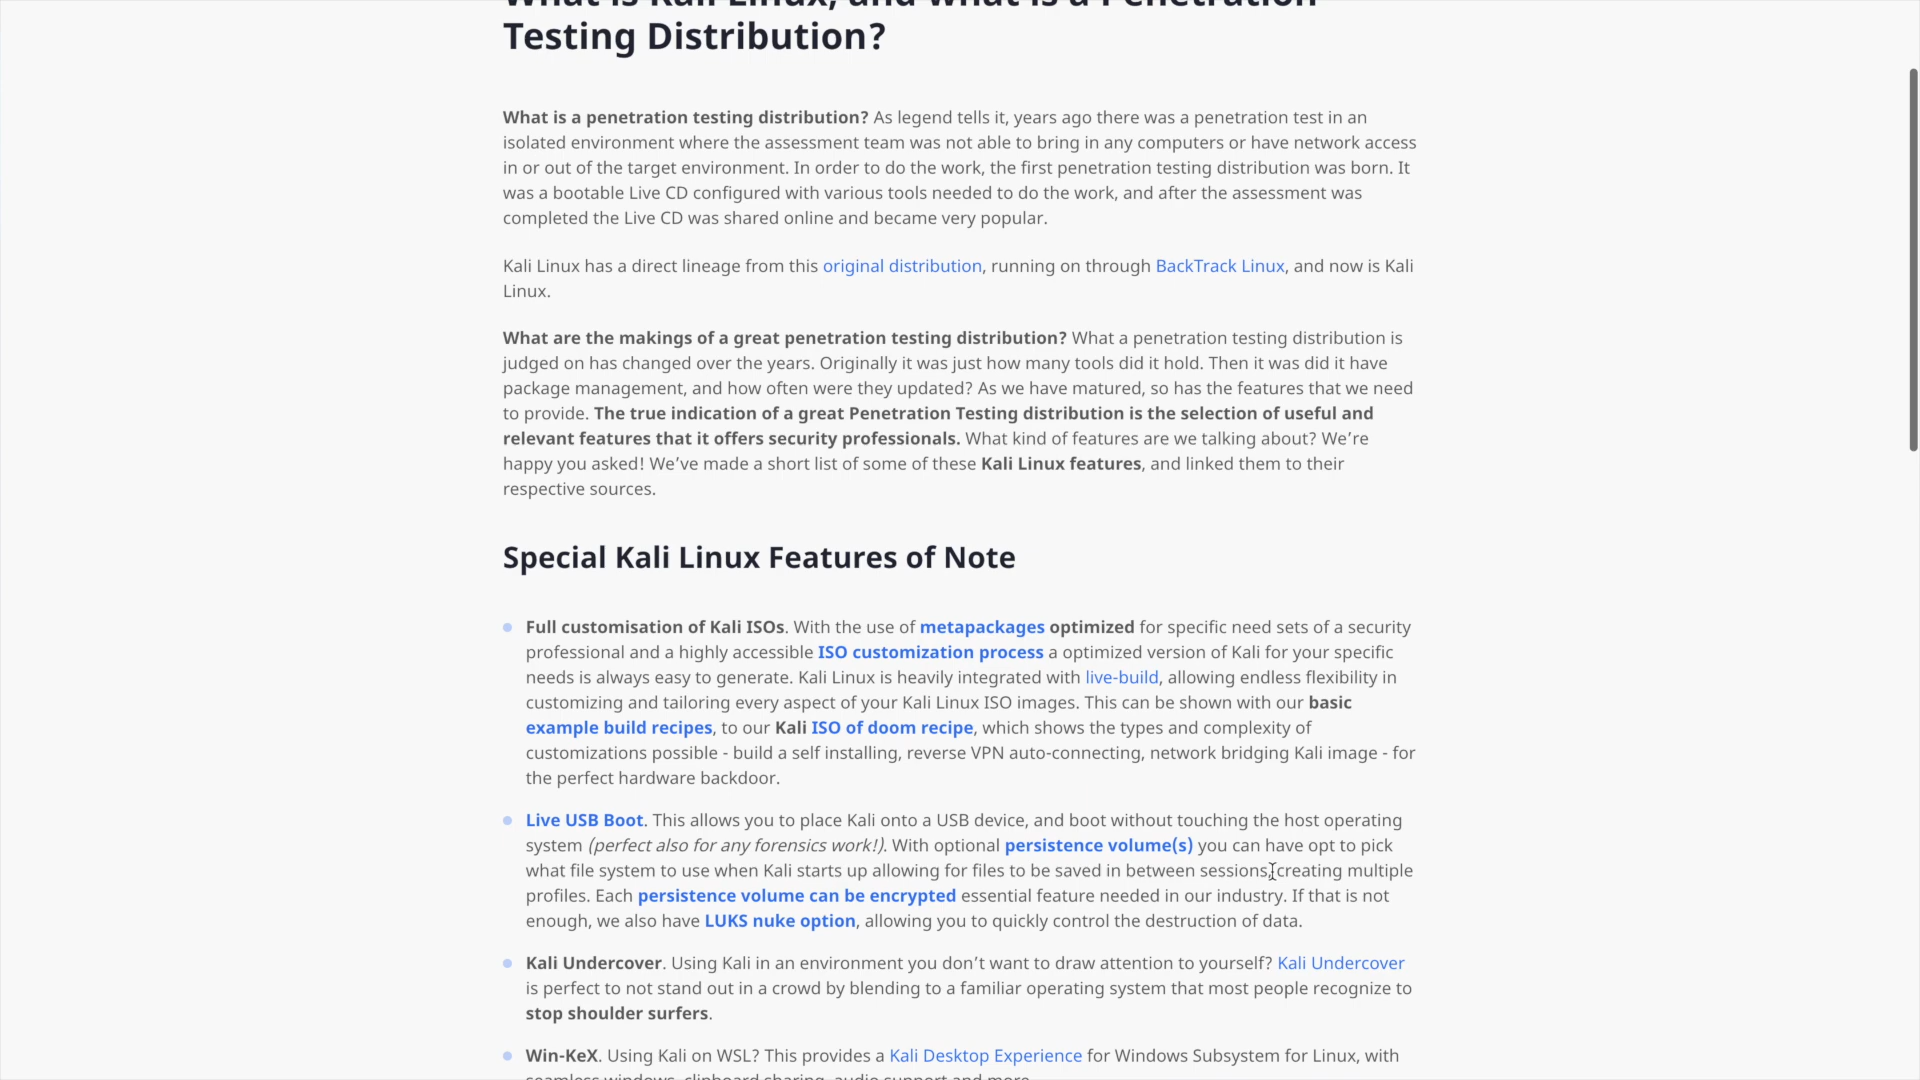 What is Kali Linux, and what is a Penetration
Testing Distribution?
What is a penetration testing distribution? As legend tells it, years ago there was a penetration test in an
isolated environment where the assessment team was not able to bring in any computers or have network access
in or out of the target environment. In order to do the work, the first penetration testing distribution was born. It
was a bootable Live CD configured with various tools needed to do the work, and after the assessment was
completed the Live CD was shared online and became very popular.
Kali Linux has a direct lineage from this original distribution, running on through BackTrack Linux, and now is Kali
Linux.
What are the makings of a great penetration testing distribution? What a penetration testing distribution is
judged on has changed over the years. Originally it was just how many tools did it hold. Then it was did it have
package management, and how often were they updated? As we have matured, so has the features that we need
to provide. The true indication of a great Penetration Testing distribution is the selection of useful and
relevant features that it offers security professionals. What kind of features are we talking about? We’re
happy you asked! We’ve made a short list of some of these Kali Linux features, and linked them to their
respective sources.
Special Kali Linux Features of Note
Full customisation of Kali ISOs. With the use of metapackages optimized for specific need sets of a security
professional and a highly accessible ISO customization process a optimized version of Kali for your specific
needs is always easy to generate. Kali Linux is heavily integrated with live-build, allowing endless flexibility in
customizing and tailoring every aspect of your Kali Linux ISO images. This can be shown with our basic
example build recipes, to our Kali ISO of doom recipe, which shows the types and complexity of
customizations possible - build a self installing, reverse VPN auto-connecting, network bridging Kali image - for
the perfect hardware backdoor.
Live USB Boot. This allows you to place Kali onto a USB device, and boot without touching the host operating
system (perfect also for any forensics work!). With optional persistence volume(s) you can have opt to pick
what file system to use when Kali starts up allowing for files to be saved in between sessions, creating multiple
profiles. Each persistence volume can be encrypted essential feature needed in our industry. If that is not
enough, we also have LUKS nuke option, allowing you to quickly control the destruction of data.
Kali Undercover. Using Kali in an environment you don’t want to draw attention to yourself? Kali Undercover
is perfect to not stand out in a crowd by blending to a familiar operating system that most people recognize to
stop shoulder surfers.
Win-KeX. Using Kali on WSL? This provides a Kali Desktop Experience for Windows Subsystem for Linux, with
seamless windows, clipboard sharing, audio support and more.